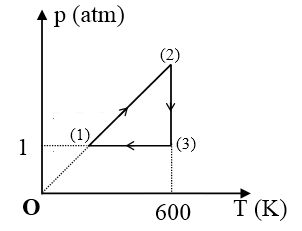 p (atm)
(2)
(1)
(3)
1
O
600
T (K)